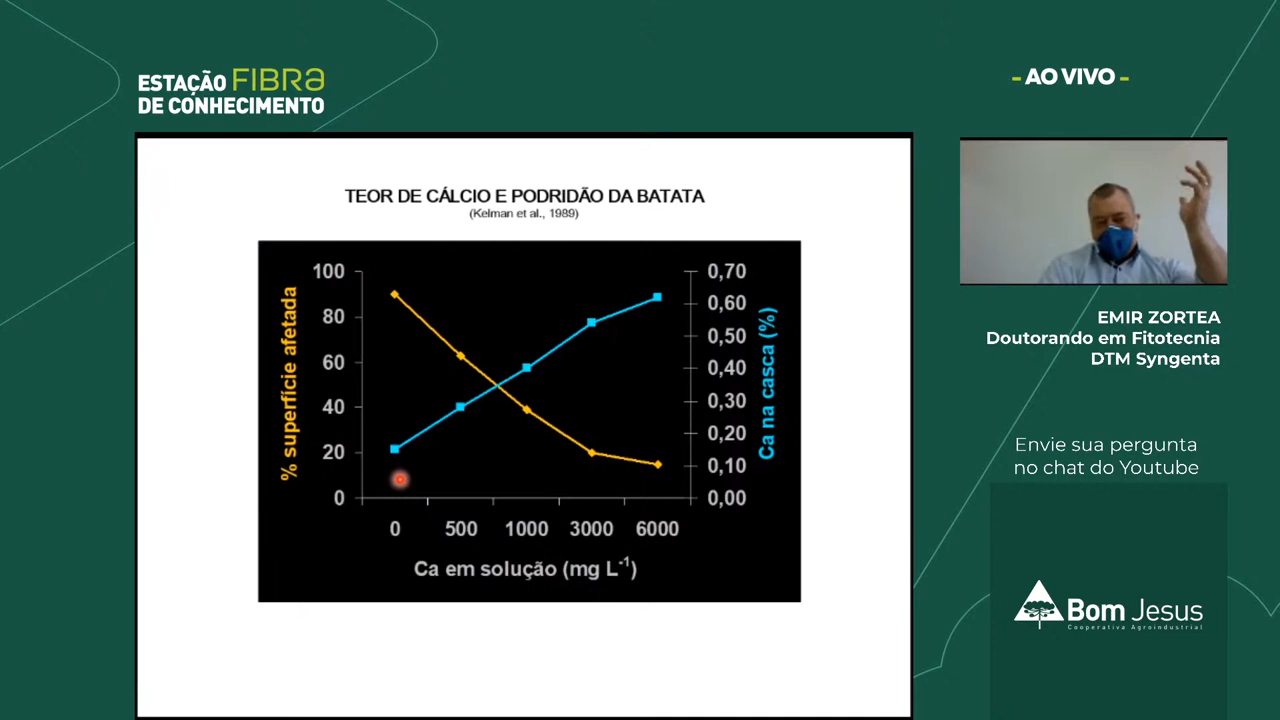 ESTAÇÃO FIBRA
DE CONHECIMENTO
- AO VIVO -
TEOR DE CÁLCIO E PODRIDÃO DA BATATA
(Kelman et al., 1989)
% superfície afetada
100
80
60
40
20
0
0,70
0,60
0,50
0,40
0,30
0,20
0,10
0,00
Ca na casca (%)
0 500 1000 3000 6000
Ca em solução (mg L-1)
EMIR ZORTEA
Doutorando em Fitotecnia
DTM Syngenta
Envie sua pergunta
no chat do Youtube
Bom Jesus
Cooperativa Agroindustrial